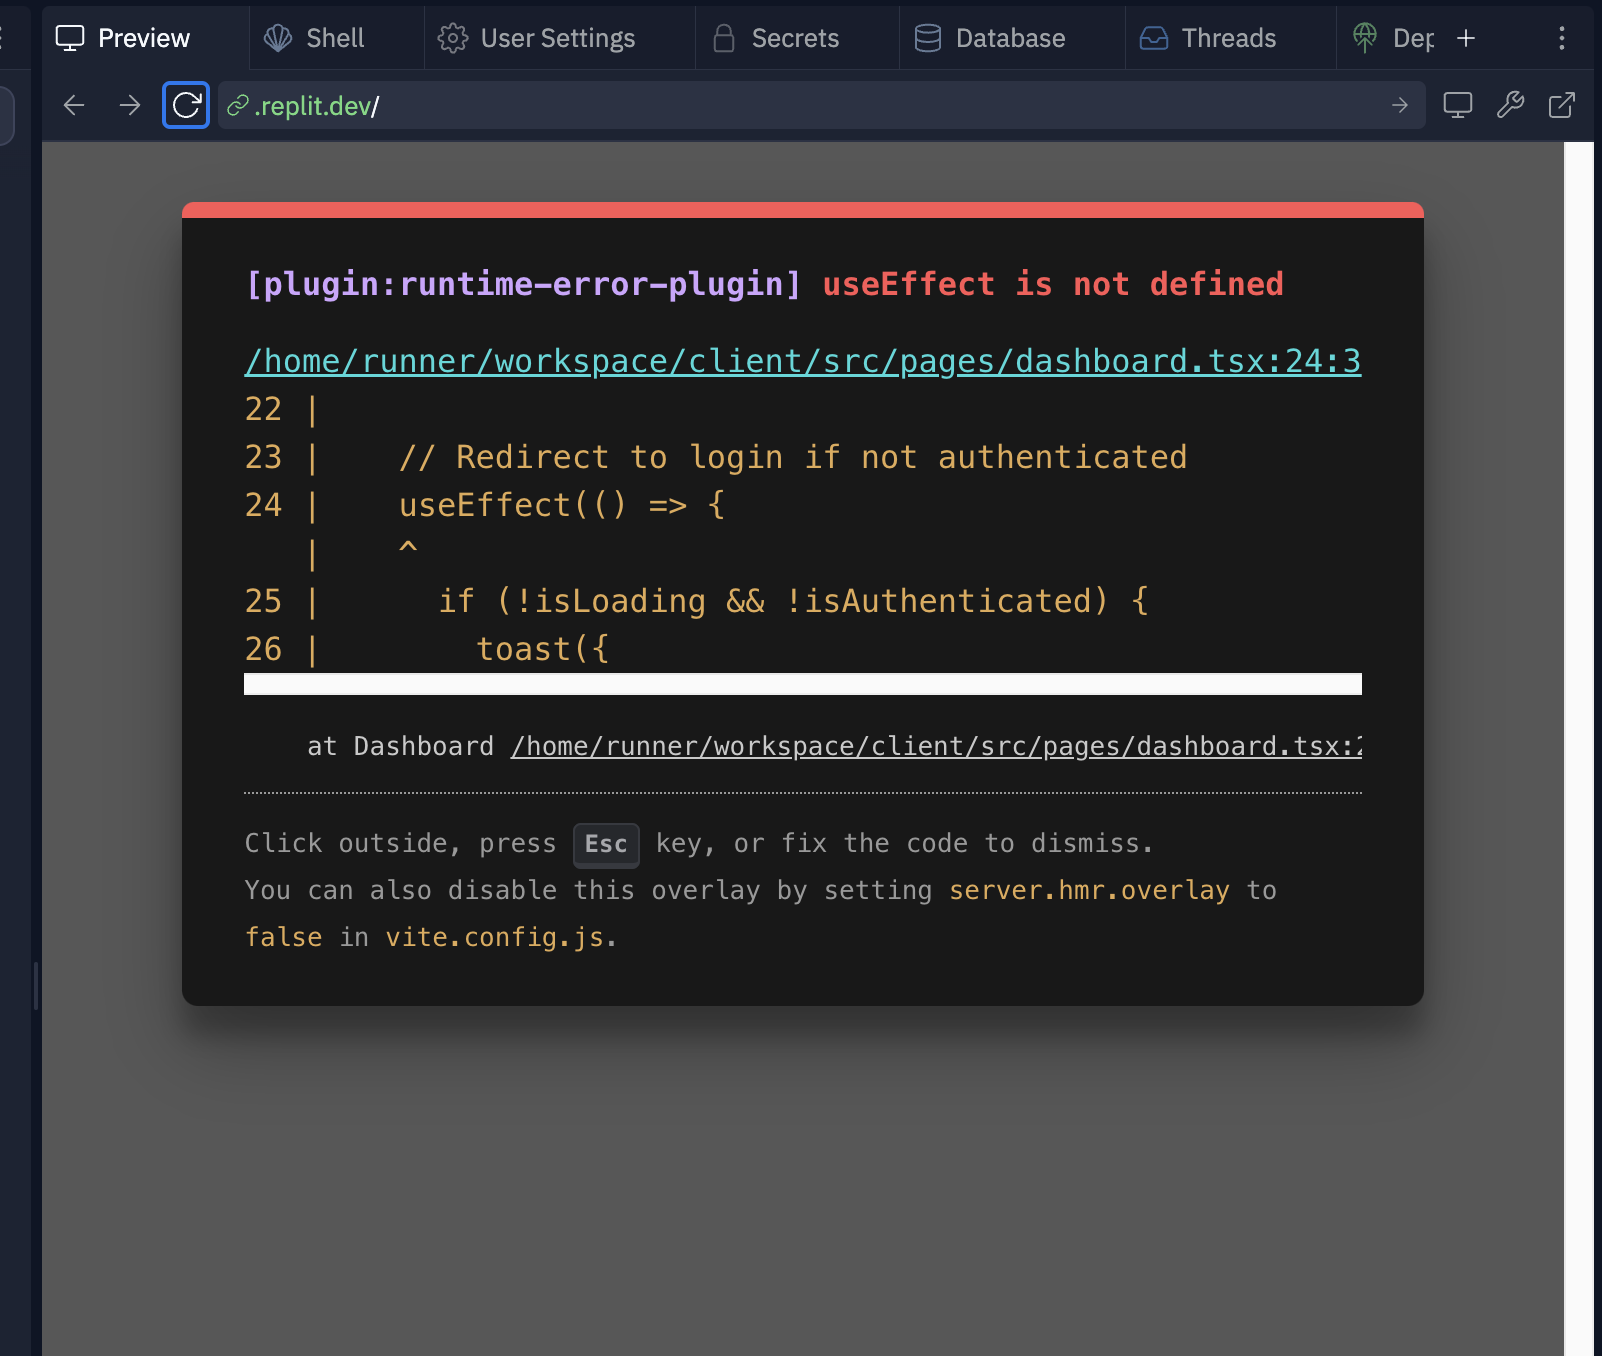 Preview
Shell
User Settings
Secrets
Database
Threads
Dep
.replit.dev/
[plugin:runtime-error-plugin] useEffect is not defined
/home/runner/workspace/client/src/pages/dashboard.tsx:24:3
22 |
23 |    // Redirect to login if not authenticated
24 |    useEffect(() => {
   |    ^
25 |      if (!isLoading && !isAuthenticated) {
26 |        toast({
at Dashboard /home/runner/workspace/client/src/pages/dashboard.tsx:2
Click outside, press Esc key, or fix the code to dismiss.
You can also disable this overlay by setting server.hmr.overlay to
false in vite.config.js.